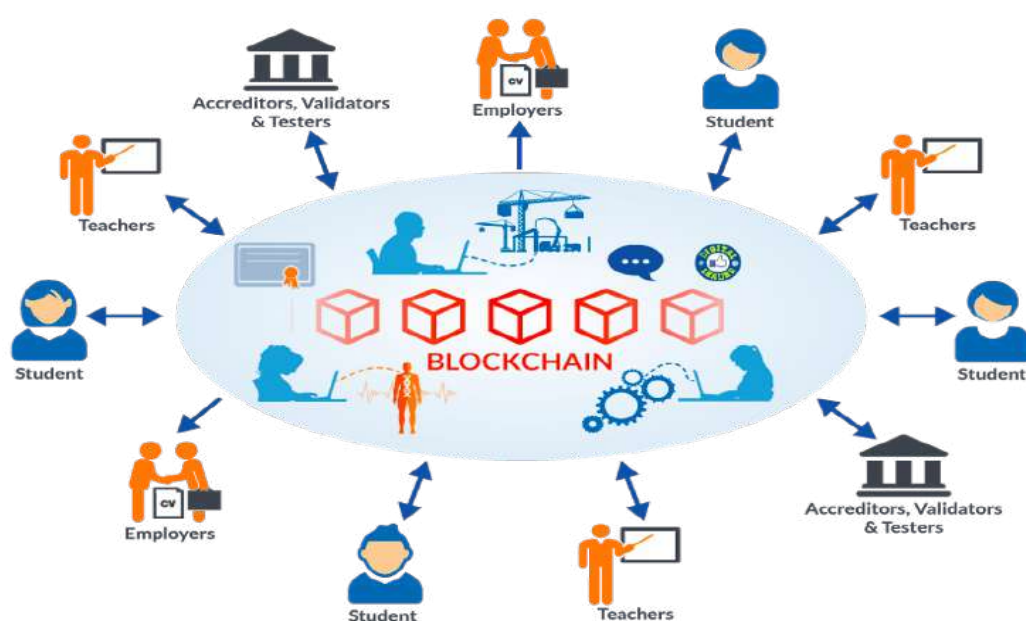 Accreditors, Validators
& Testers
CV
Employers
Student
Teachers
Teachers
Student
BLOCKCHAIN
Student
CV
Employers
Accreditors, Validators
& Testers
Student
Teachers